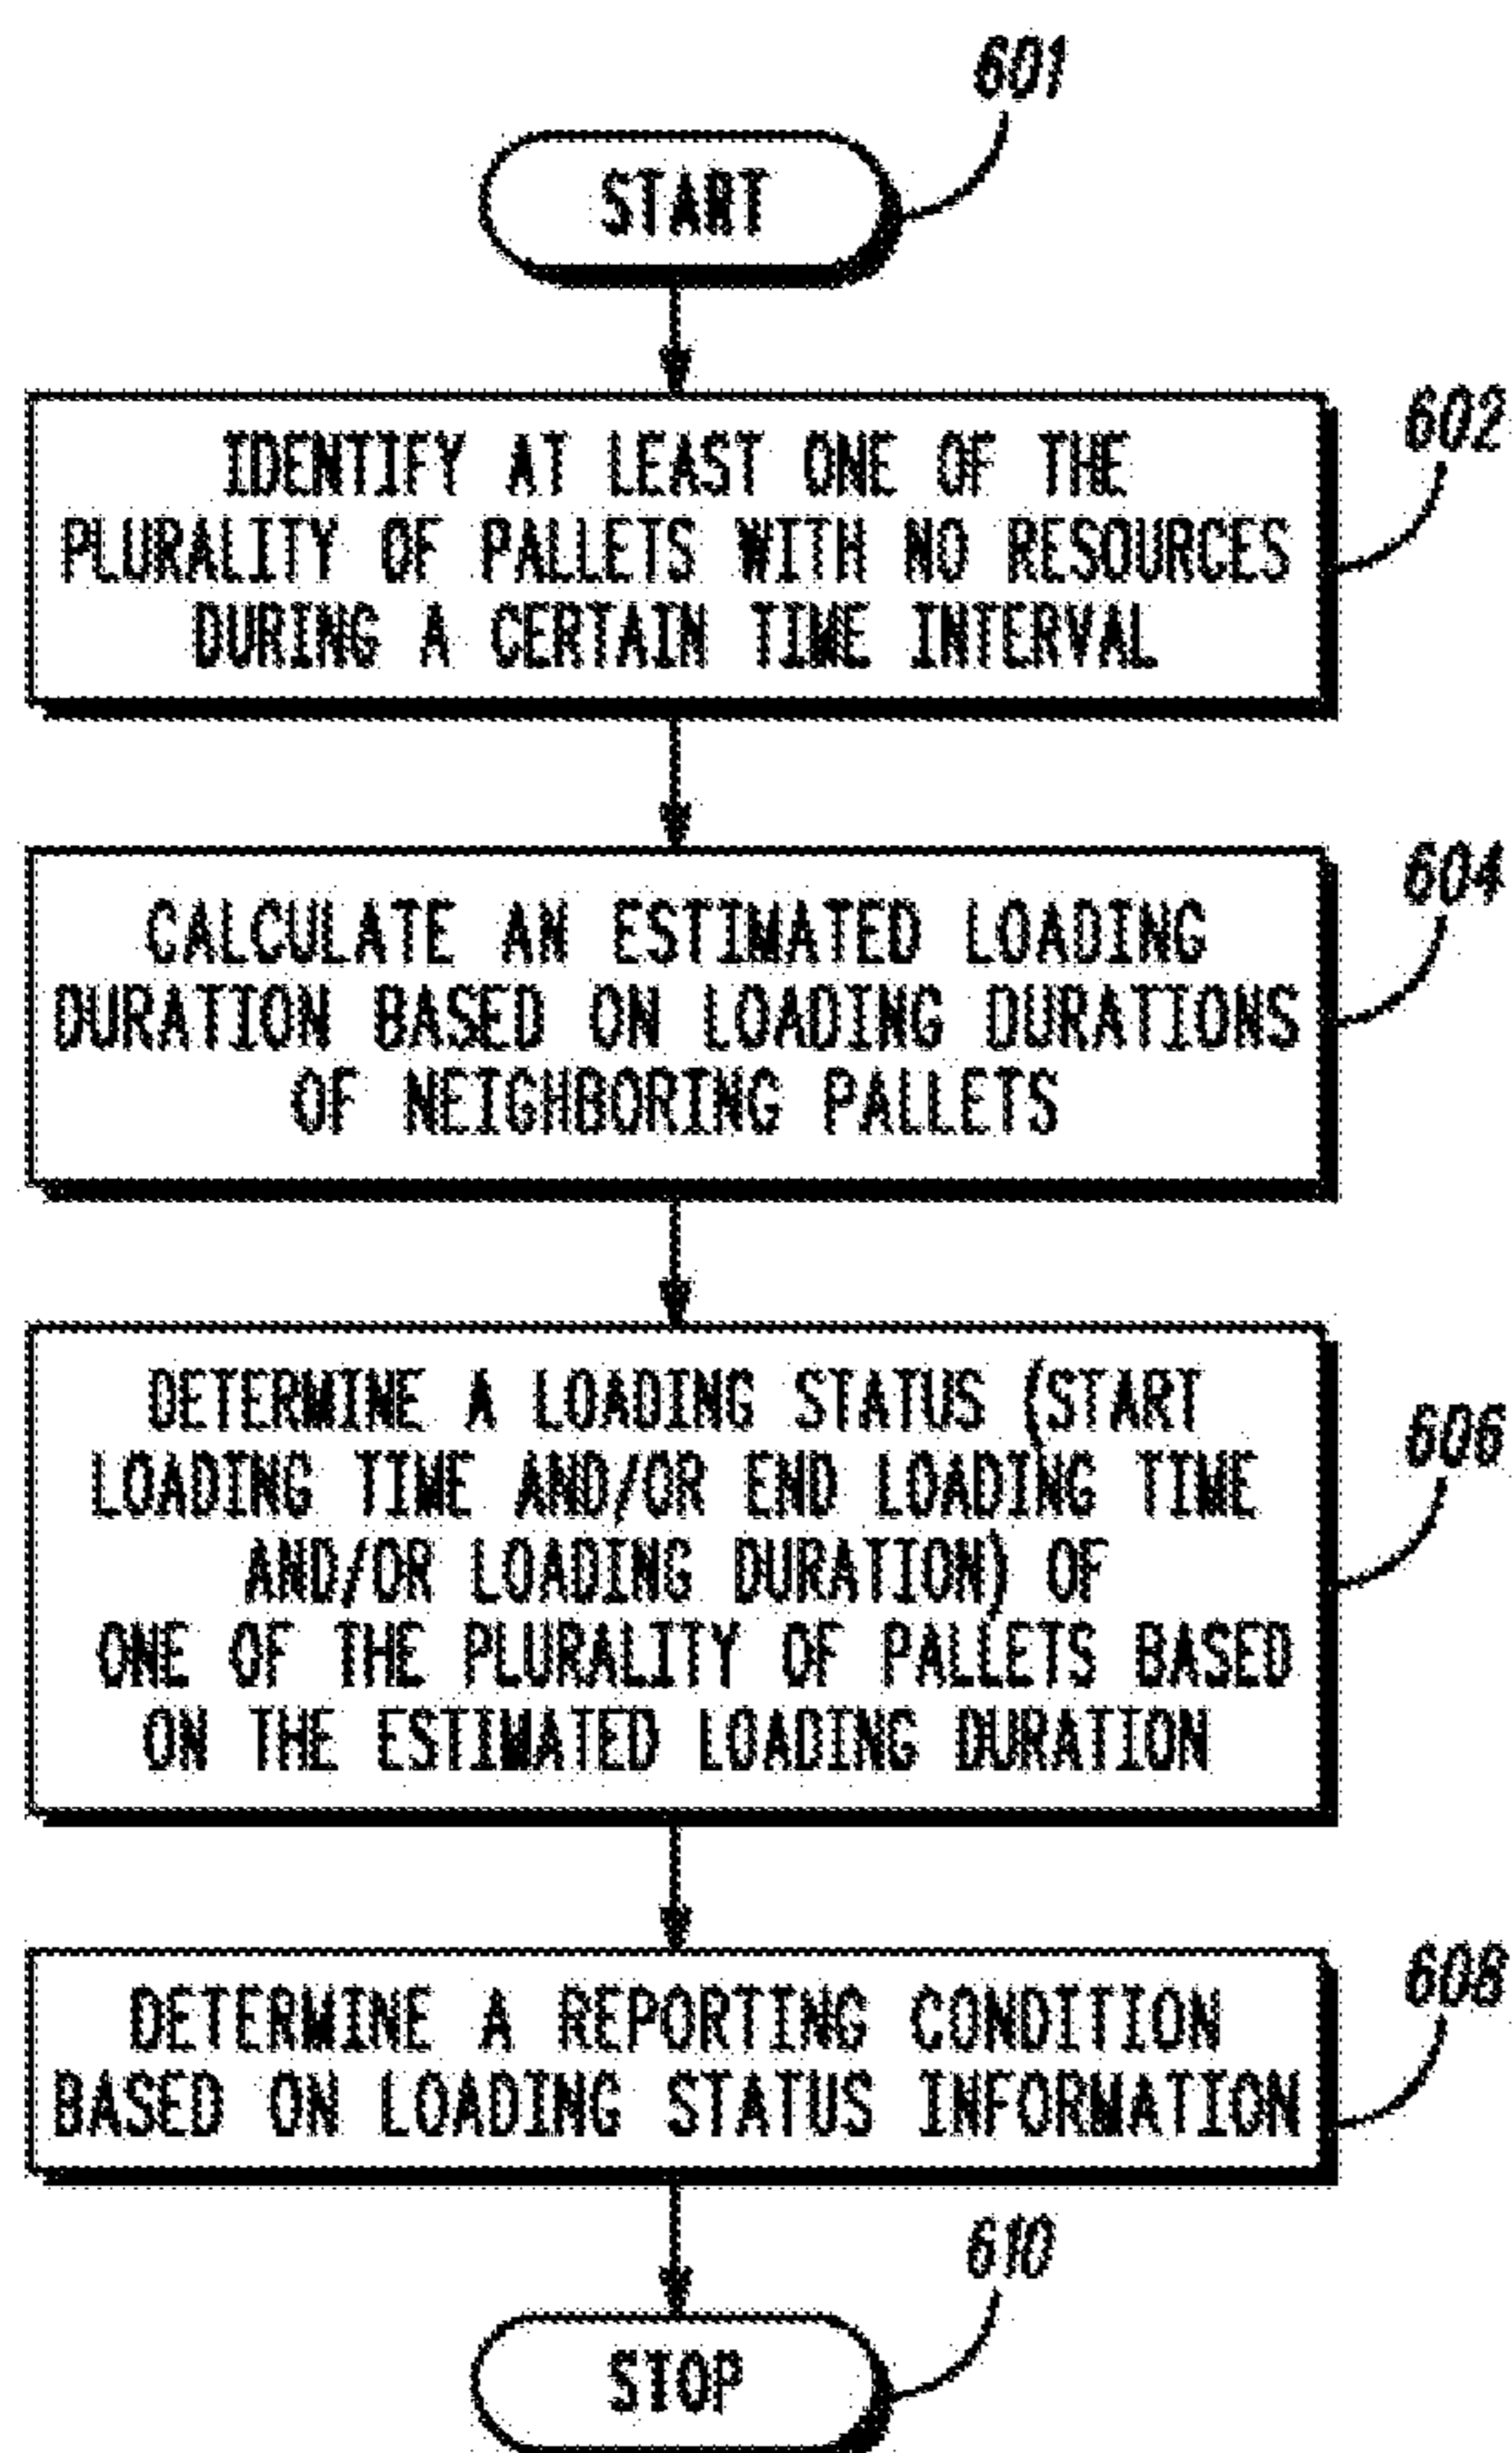 601
START
602
IDENTIFY AT LEAST ONE OF THE
PLURALITY OF PALLETS WITH NO RESOURCES
DURING A CERTAIN TIME INTERVAL
604
CALCULATE AN ESTIMATED LOADING
DURATION BASED ON LOADING DURATIONS
OF NEIGHBORING PALLETS
606
DETERMINE A LOADING STATUS (START
LOADING TIME AND/OR END LOADING TIME
AND/OR LOADING DURATION) OF
ONE OF THE PLURALITY OF PALLETS BASED
ON THE ESTIMATED LOADING DURATION
608
DETERMINE A REPORTING CONDITION
BASED ON LOADING STATUS INFORMATION
610
STOP